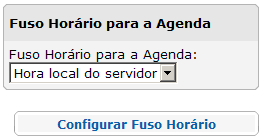 Fuso Horário para a Agenda
Fuso Horário para a Agenda:
Hora local do servidor
Configurar Fuso Horário